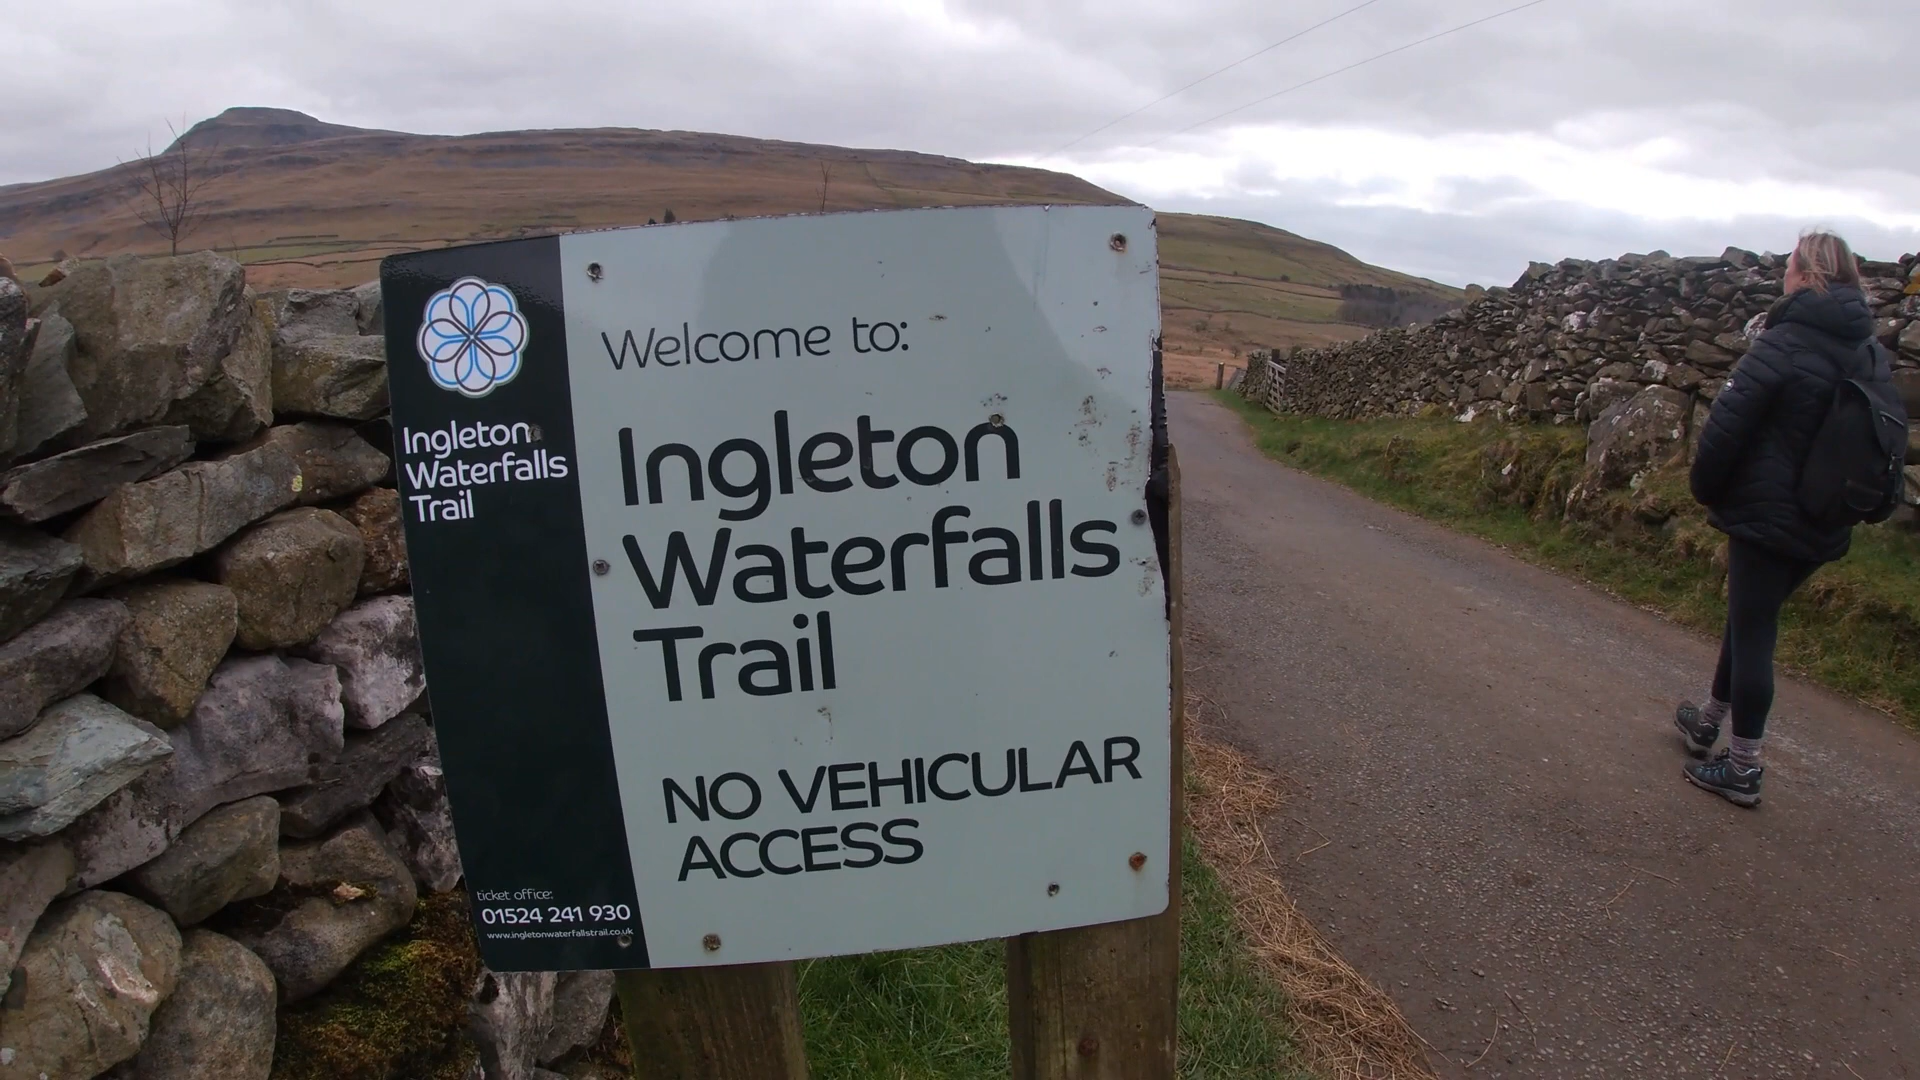 Ingleton
Waterfalls
Trail
ticket office:
01524 241 930
www.ingletonwaterfallstrail.co.uk
Welcome to:
Ingleton
Waterfalls
Trail
NO VEHICULAR
ACCESS